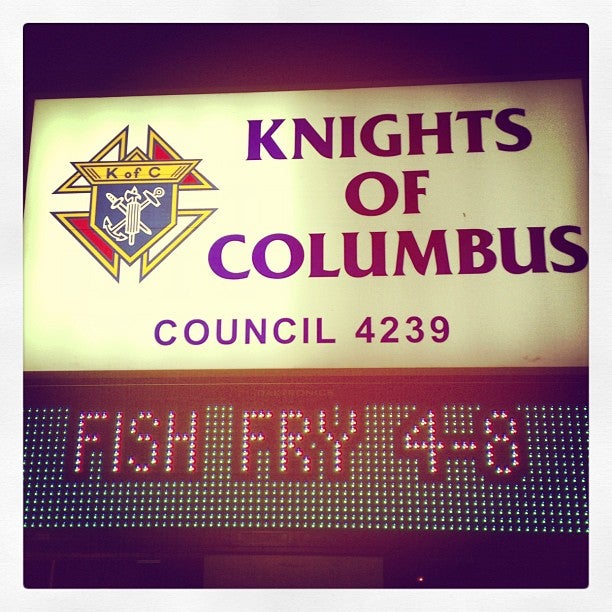 K of C
KNIGHTS
OF
COLUMBUS
COUNCIL 4239
FISH FRY 4-8